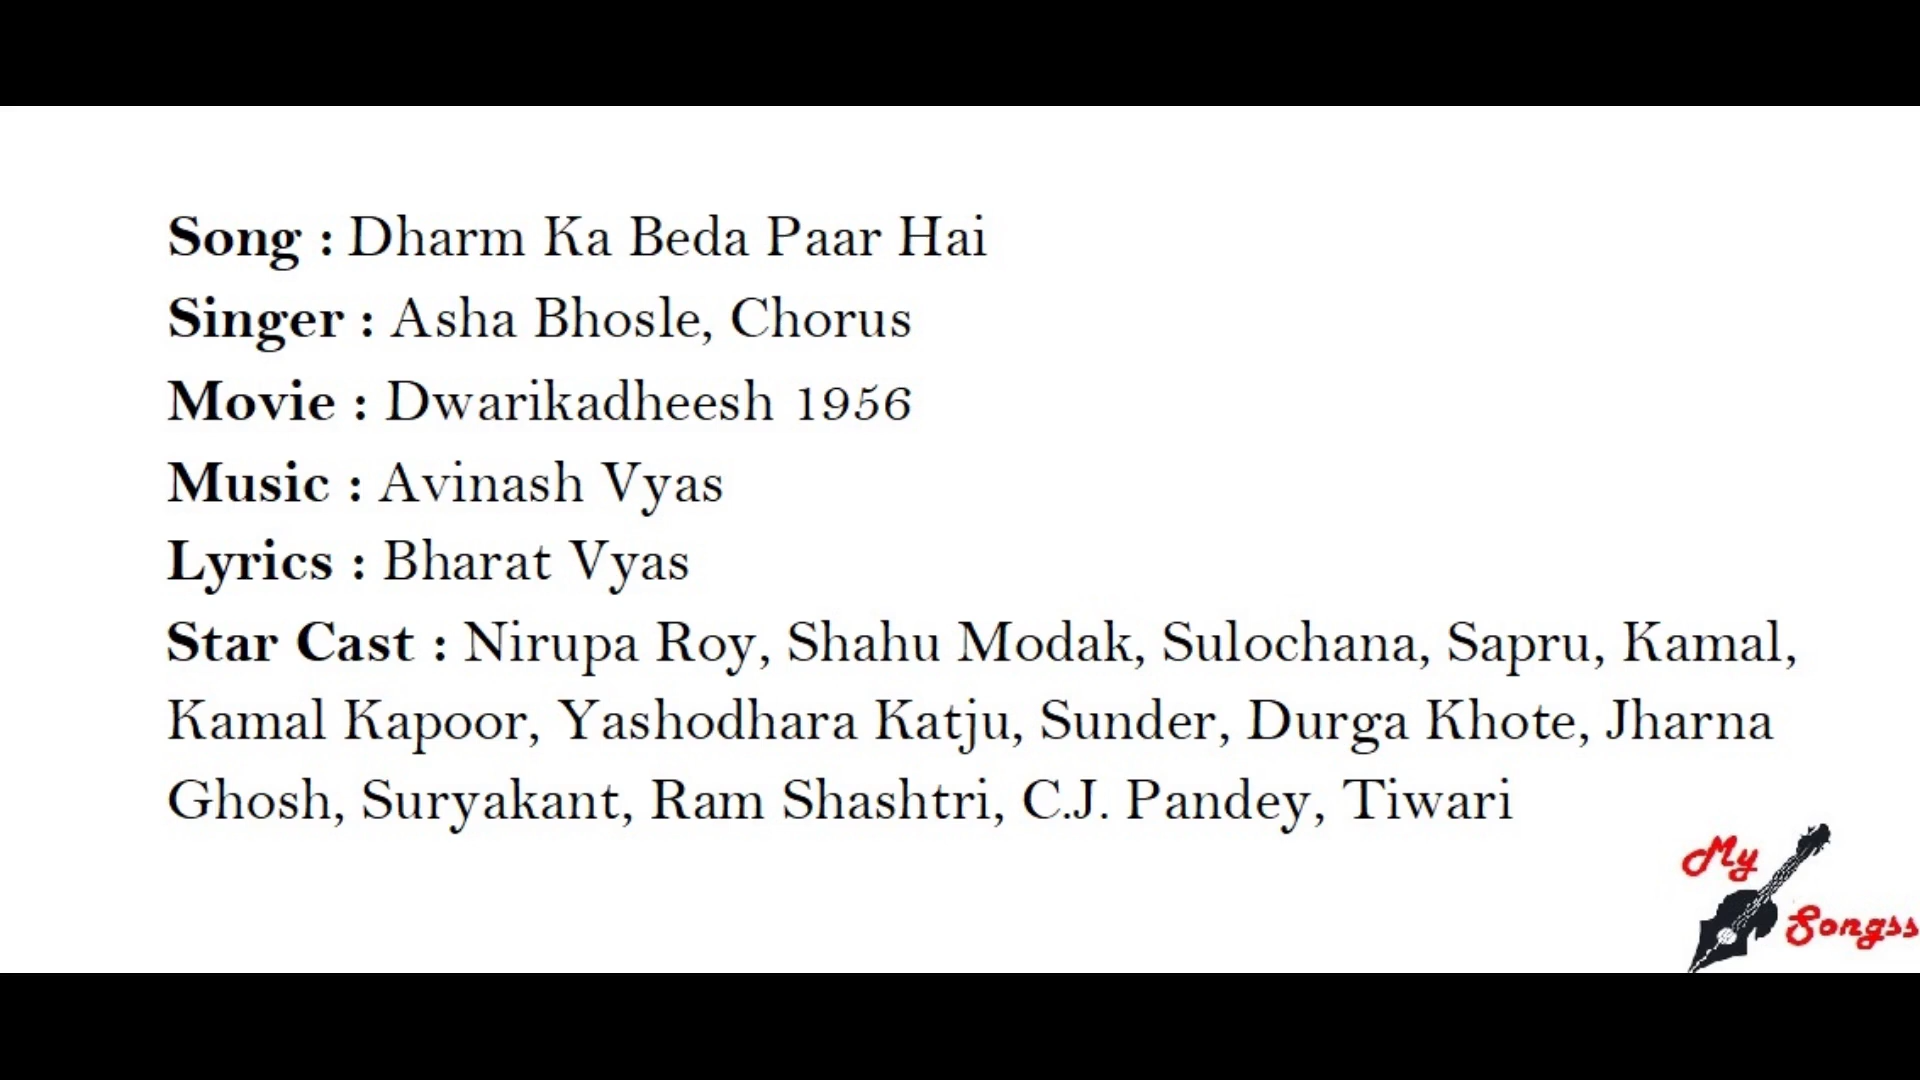 Song : Dharm Ka Beda Paar Hai
Singer : Asha Bhosle, Chorus
Movie : Dwarikadheesh 1956
Music : Avinash Vyas
Lyrics : Bharat Vyas
Star Cast : Nirupa Roy, Shahu Modak, Sulochana, Sapru, Kamal,
Kamal Kapoor, Yashodhara Katju, Sunder, Durga Khote, Jharna
Ghosh, Suryakant, Ram Shashtri, C.J. Pandey, Tiwari
My
Songss